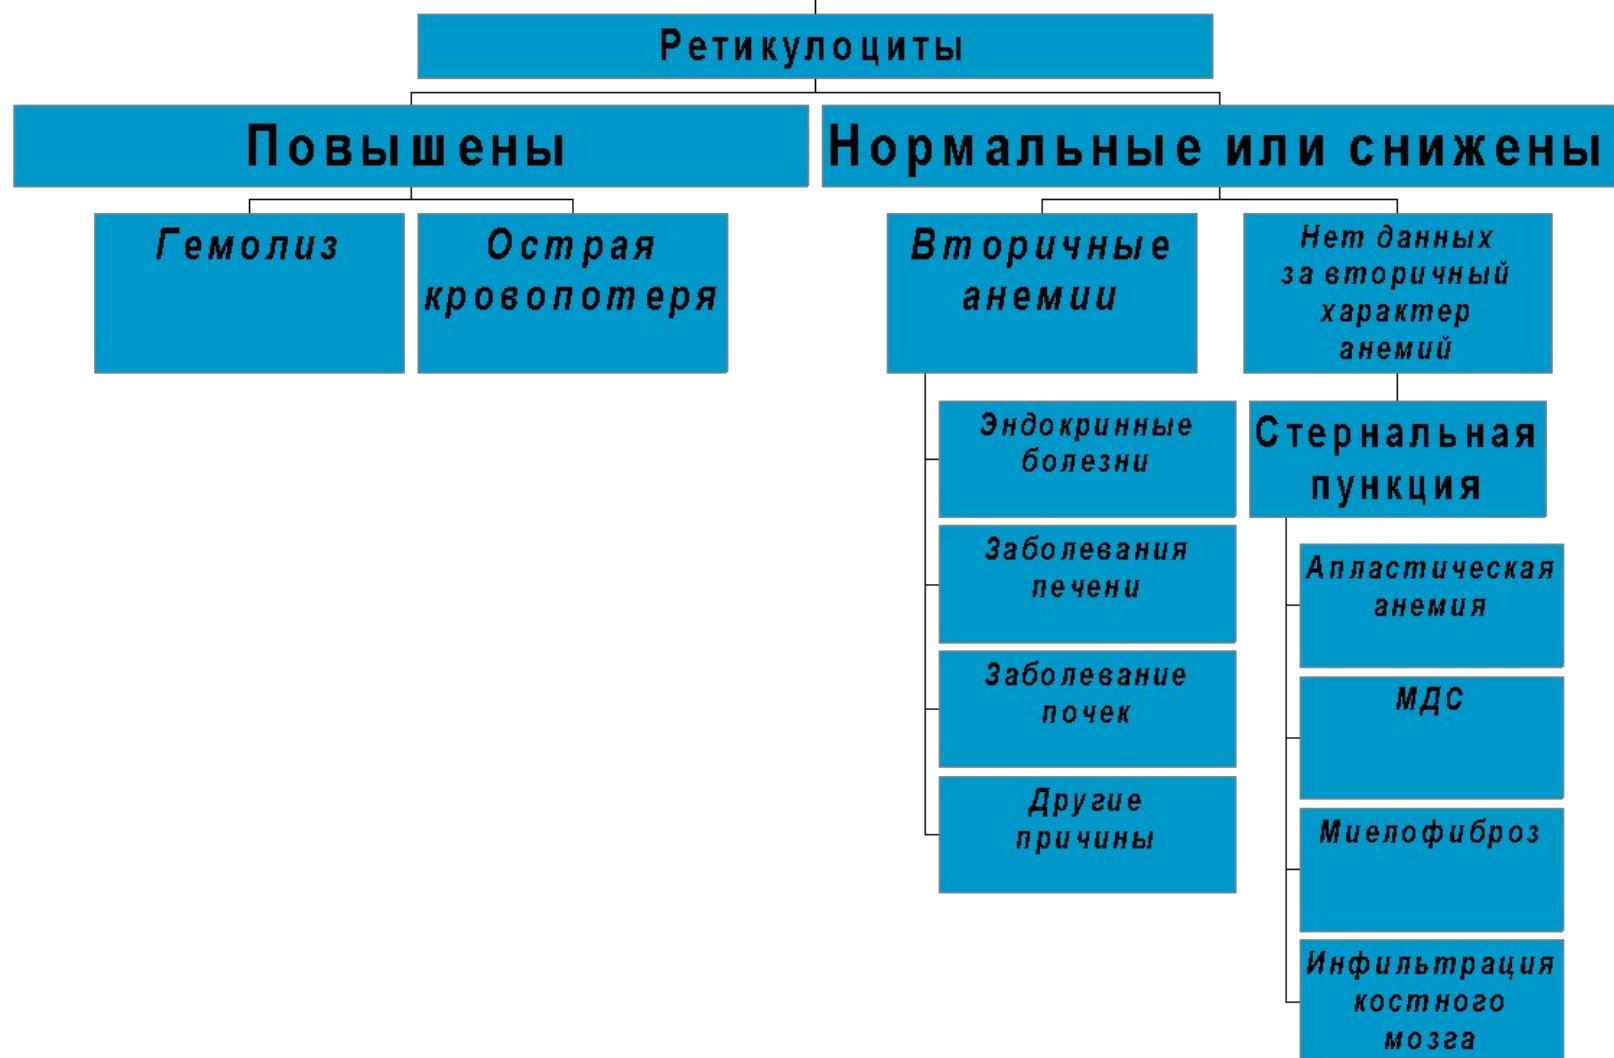 Ретикулоциты
Повышены
Нормальные или снижены
Гемолиз
Острая
кровопотеря
Вторичные
анемии
Нет данных
за вторичный
характер
анемий
Эндокринные
болезни
Заболевания
печени
Заболевание
почек
Другие
причины
Стернальная
пункция
Апластическая
анемия
МДС
Миелофиброз
Инфильтрация
костного
мозга